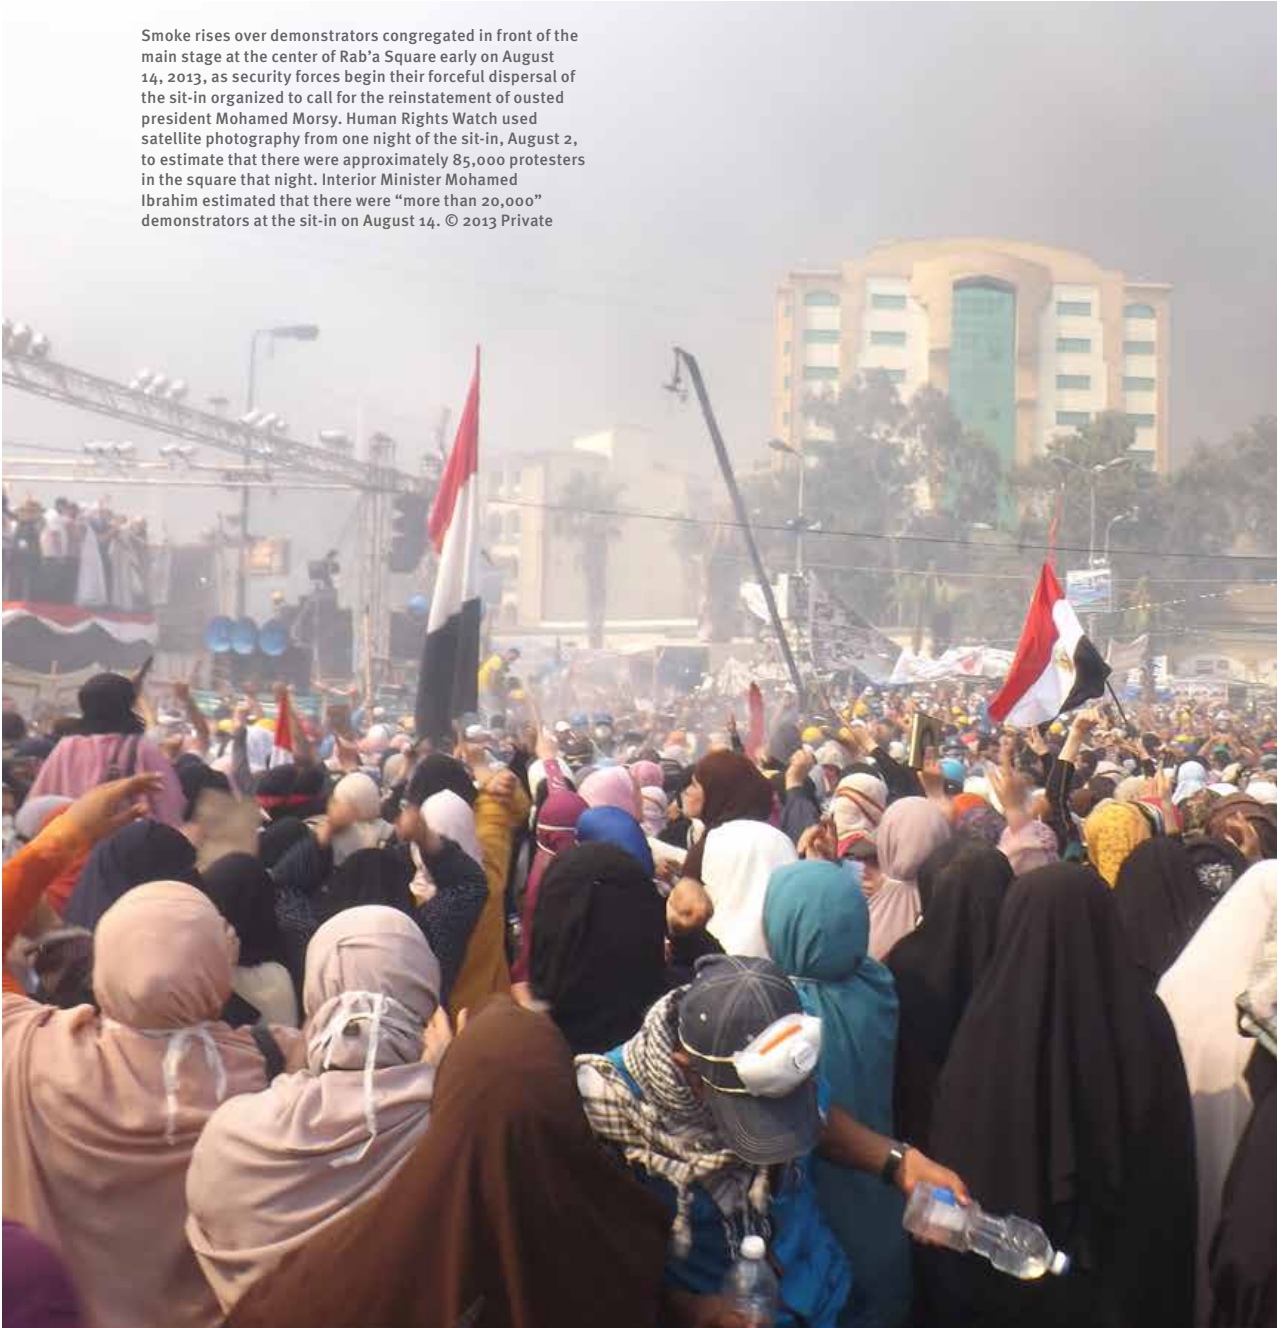 Smoke rises over demonstrators congregated in front of the
main stage at the center of Rab’a Square early on August
14, 2013, as security forces begin their forceful dispersal of
the sit-in organized to call for the reinstatement of ousted
president Mohamed Morsy. Human Rights Watch used
satellite photography from one night of the sit-in, August 2,
to estimate that there were approximately 85,000 protesters
in the square that night. Interior Minister Mohamed
Ibrahim estimated that there were “more than 20,000”
demonstrators at the sit-in on August 14. © 2013 Private